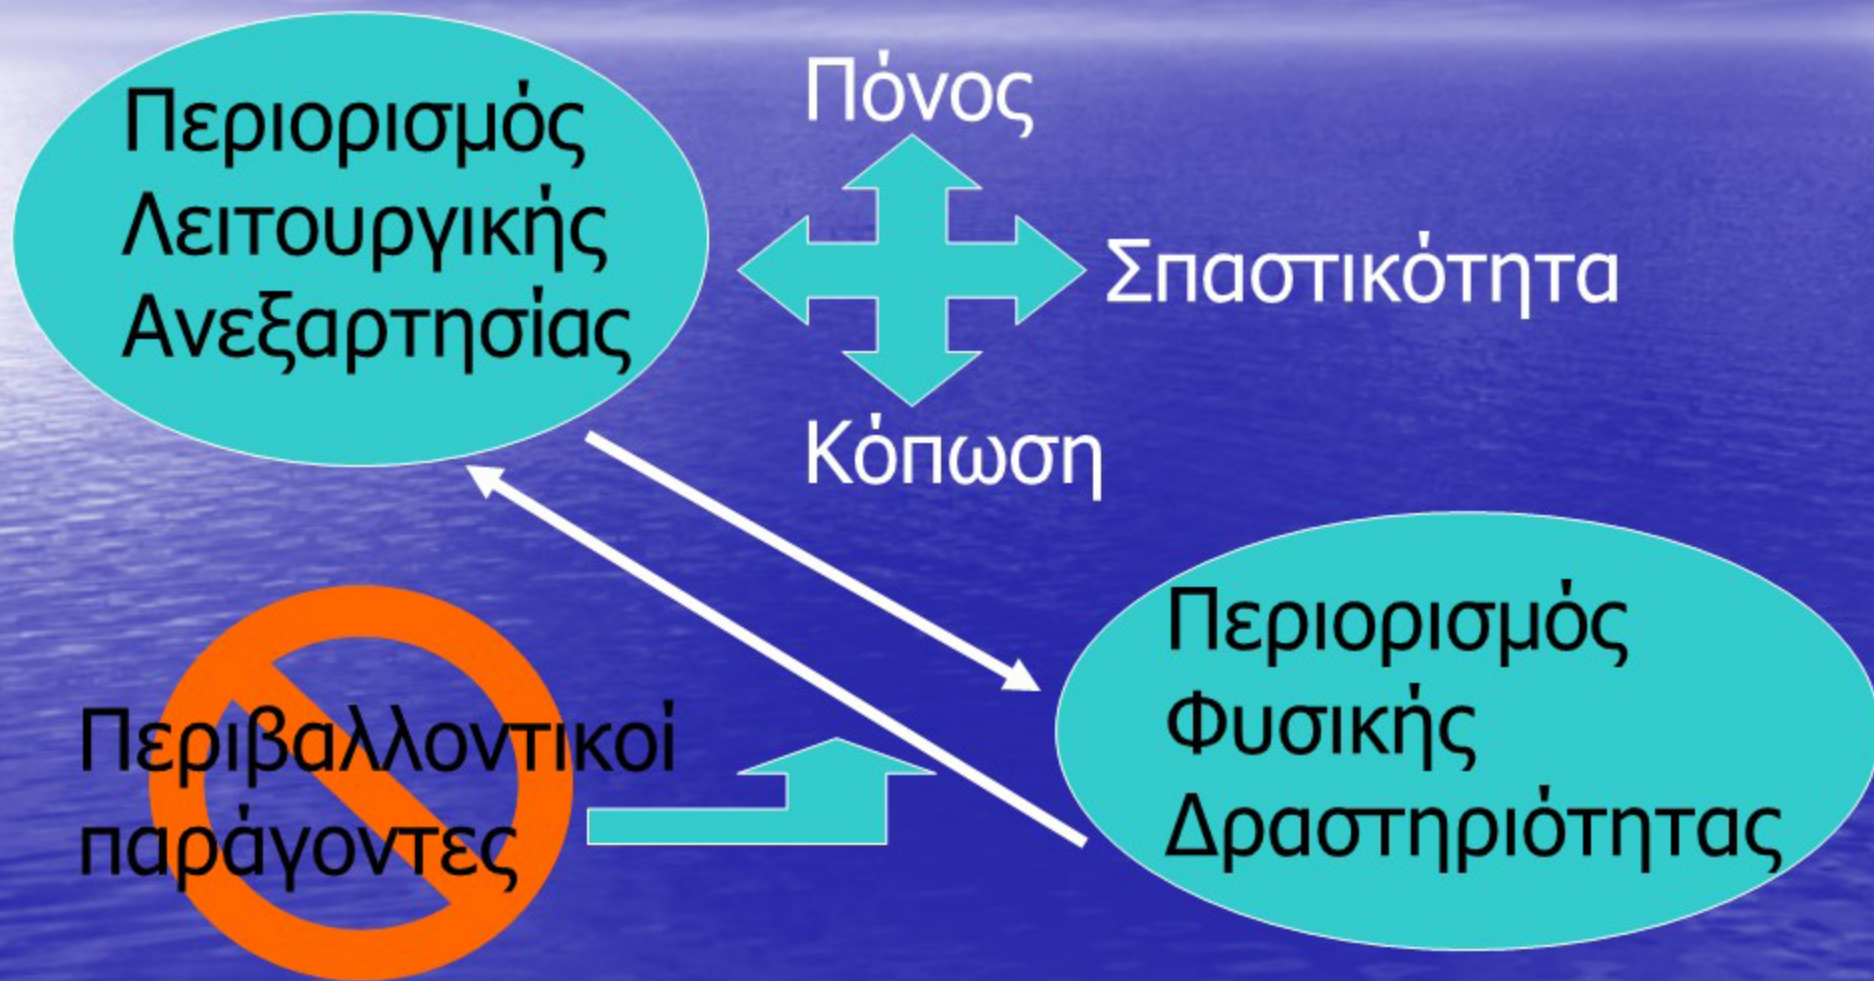 Περιορισμός
Λειτουργικής
Ανεξαρτησίας
Πόνος
Σπαστικότητα
Κόπωση
Περιβαλλοντικοί
παράγοντες
Περιορισμός
Φυσικής
Δραστηριότητας